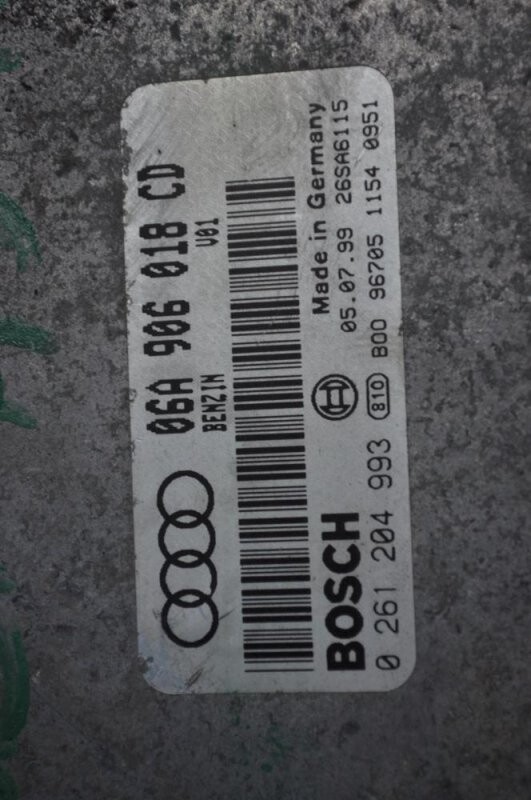 06A 906 018 CD
BENZIN V01
Made in Germany
05.07.99 26SA6115
810 B00 96705 1154 0951
BOSCH
0 261 204 993